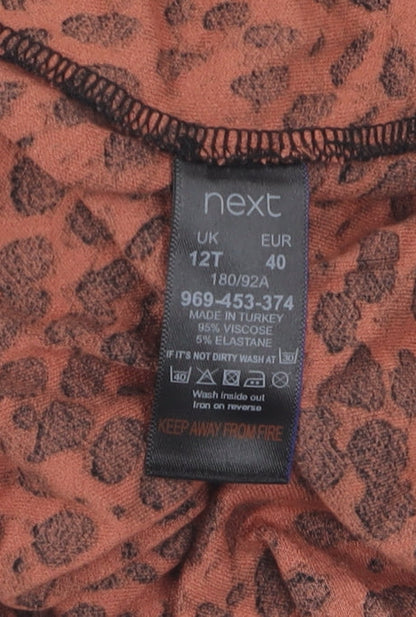 next
UK EUR
12T 40
180/92A
969-453-374
MADE IN TURKEY
95% VISCOSE
5% ELASTANE
IF IT'S NOT DIRTY WASH AT 30
40
Wash inside out
Iron on reverse
KEEP AWAY FROM FIRE